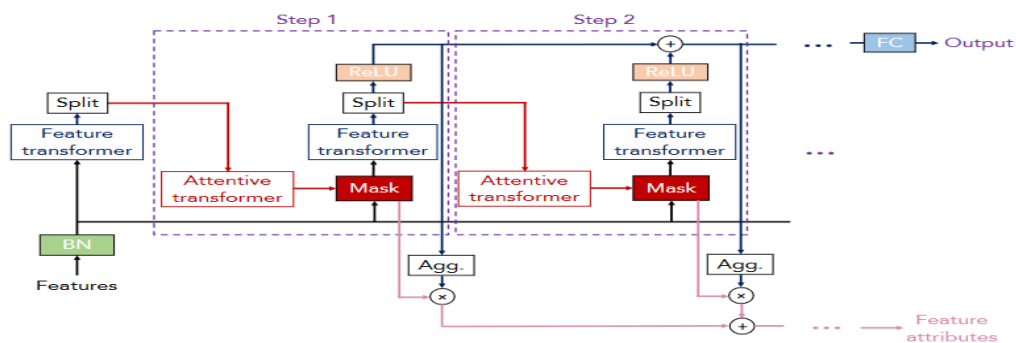 Step 1
Step 2
FC
Output
ReLU
ReLU
Split
Split
Split
Feature
transformer
Feature
transformer
Feature
transformer
Attentive
transformer
Mask
Attentive
transformer
Mask
BN
Agg.
Agg.
Features
Feature
attributes